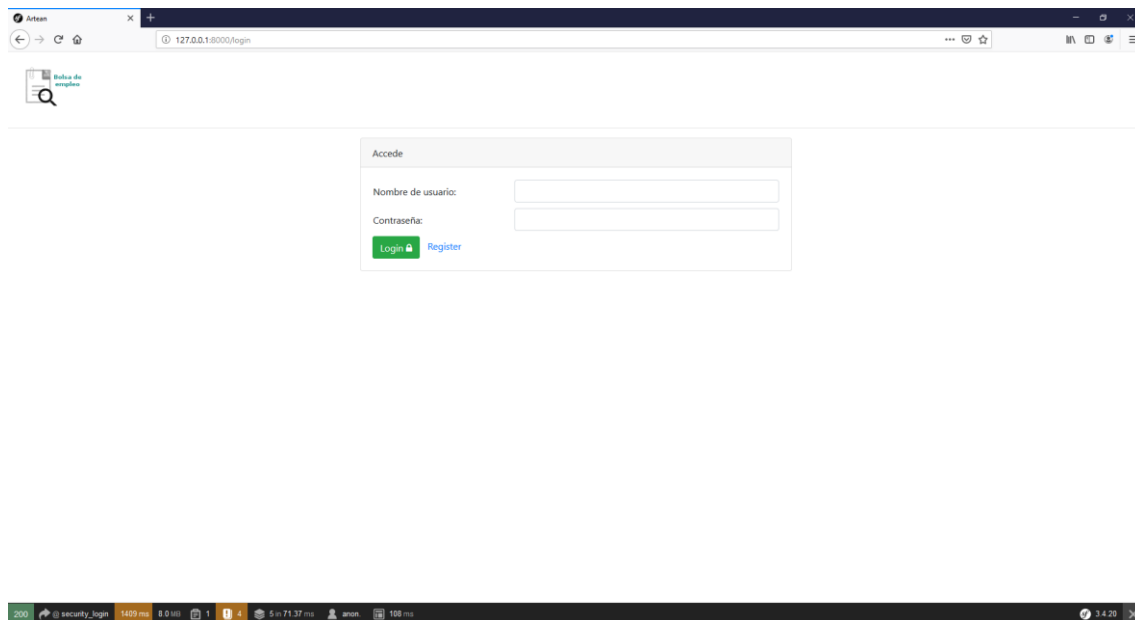 Artean
127.0.0.1:8000/login
Bolsa de
empleo
Accede
Nombre de usuario:
Contraseña:
Login Register
200 @ security_login 1409 ms 8.0 MB 1 4 5 in 71.37 ms anon. 108 ms 3.4.20